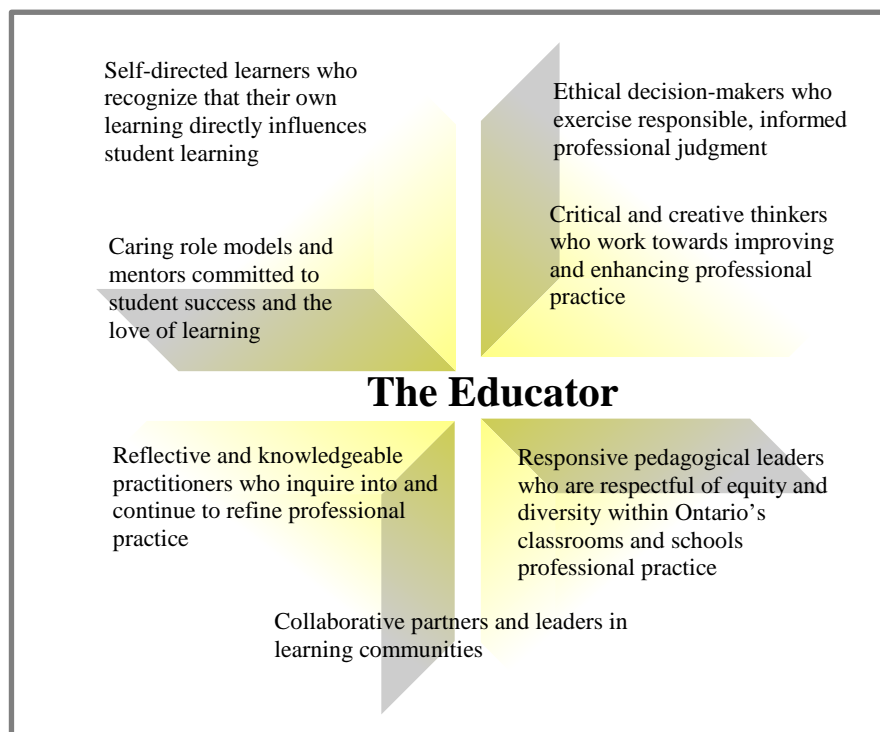 Self-directed learners who
recognize that their own
learning directly influences
student learning
Ethical decision-makers who
exercise responsible, informed
professional judgment
Caring role models and
mentors committed to
student success and the
love of learning
Critical and creative thinkers
who work towards improving
and enhancing professional
practice
The Educator
Reflective and knowledgeable
practitioners who inquire into and
continue to refine professional
practice
Responsive pedagogical leaders
who are respectful of equity and
diversity within Ontario’s
classrooms and schools
professional practice
Collaborative partners and leaders in
learning communities